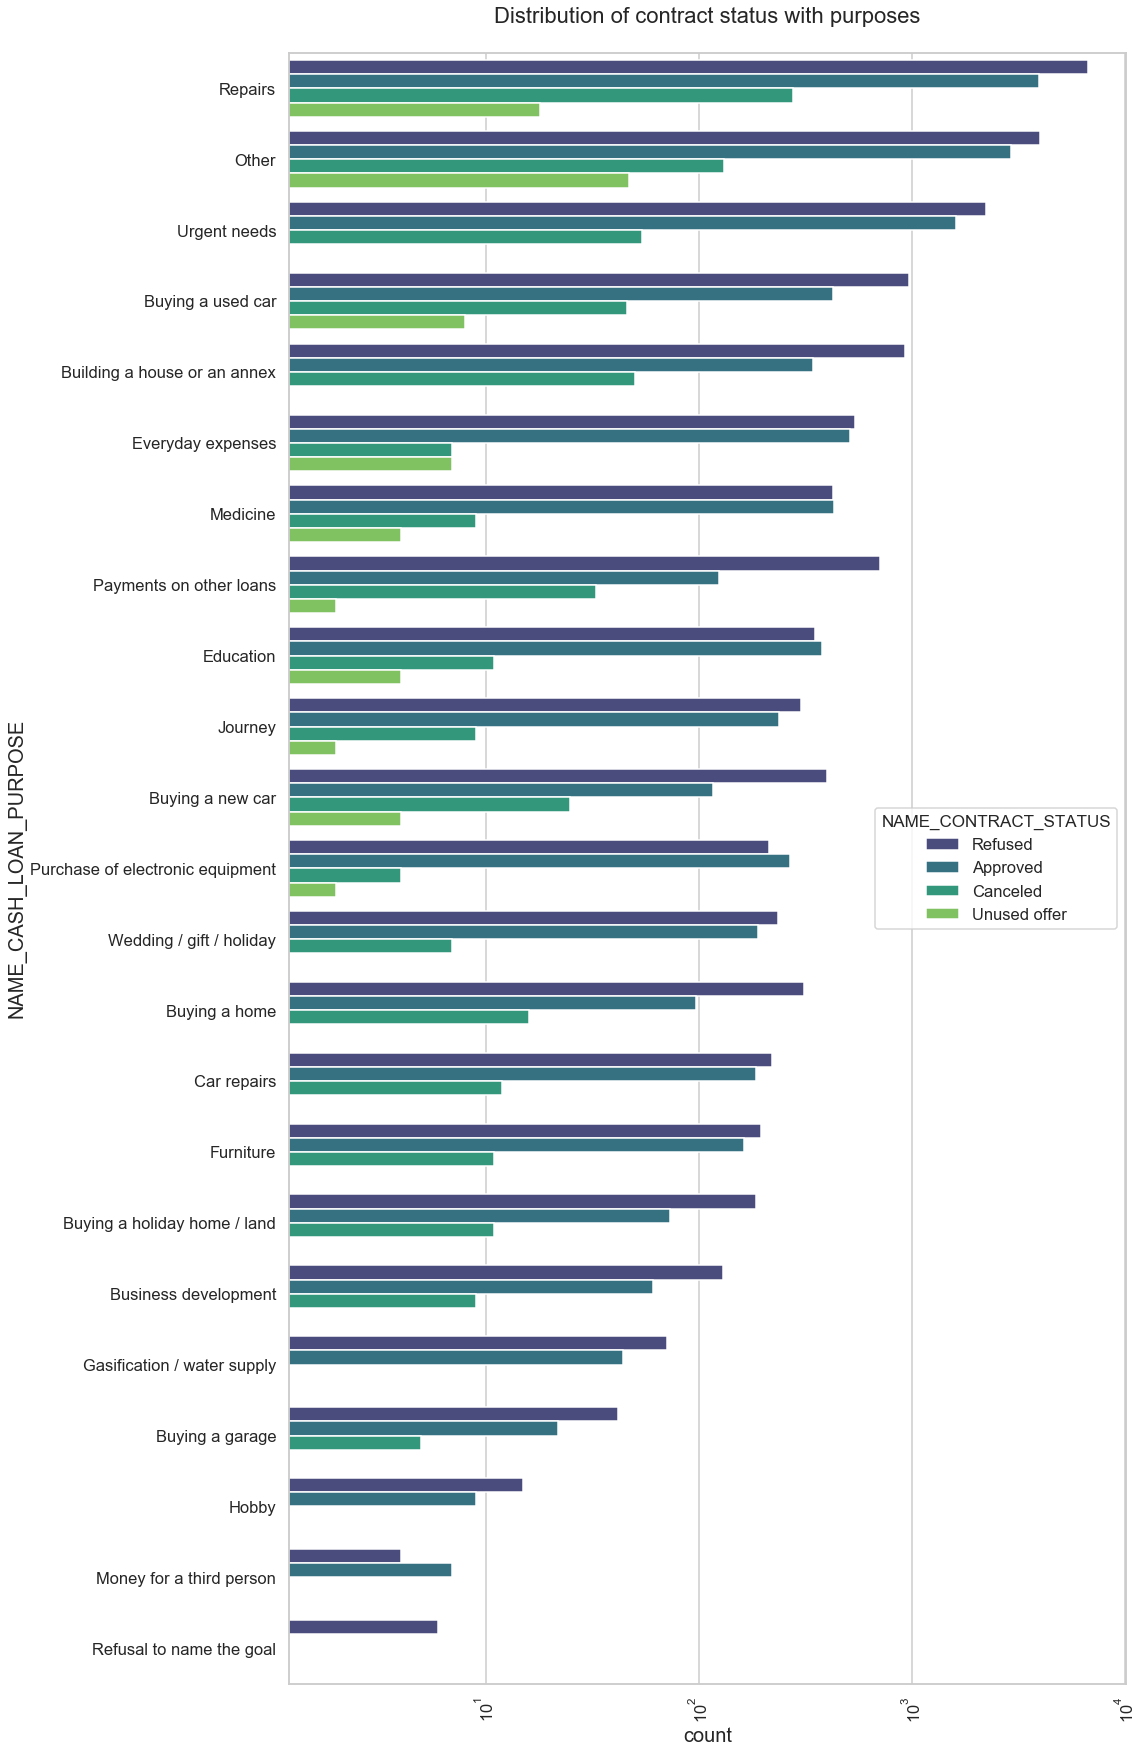 Distribution of contract status with purposes
NAME_CASH_LOAN_PURPOSE
Repairs
Other
Urgent needs
Buying a used car
Building a house or an annex
Everyday expenses
Medicine
Payments on other loans
Education
Journey
Buying a new car
Purchase of electronic equipment
Wedding / gift / holiday
Buying a home
Car repairs
Furniture
Buying a holiday home / land
Business development
Gasification / water supply
Buying a garage
Hobby
Money for a third person
Refusal to name the goal
NAME_CONTRACT_STATUS
Refused
Approved
Canceled
Unused offer
10¹ 10² 10³ 10⁴
count